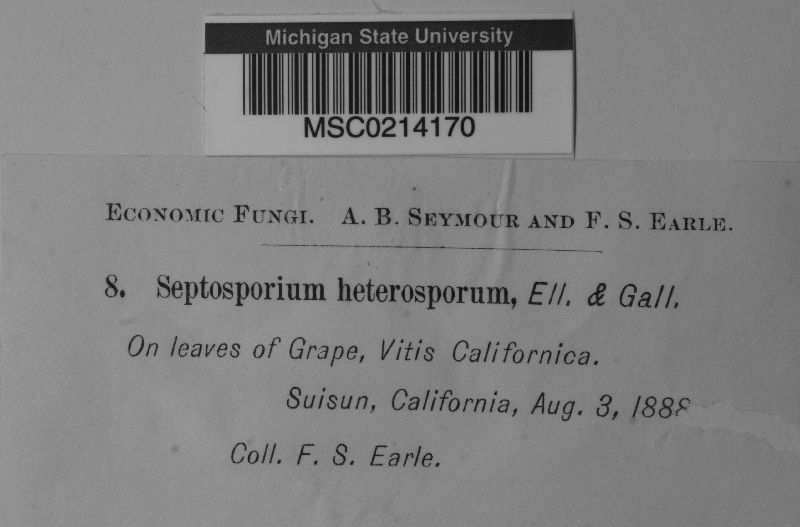 Michigan State University
MSC0214170
Economic Fungi. A. B. Seymour and F. S. Earle.
8. Septosporium heterosporum, Ell. & Gall.
On leaves of Grape, Vitis Californica.
Suisun, California, Aug. 3, 1888
Coll. F. S. Earle.